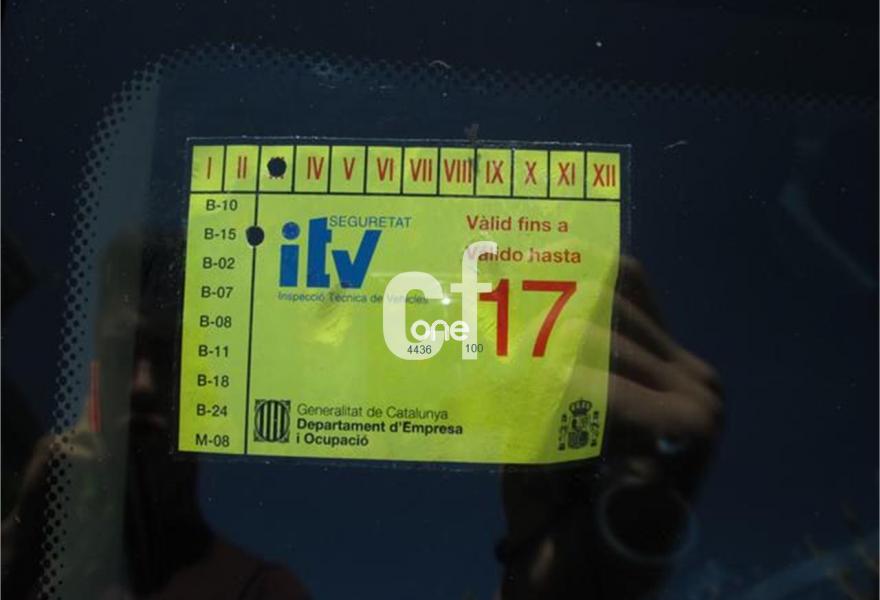 I II IV V VI VII VIII IX X XI XII
B-10
B-15
B-02
B-07
B-08
B-11
B-18
B-24
M-08
SEGURETAT
itv
Inspecció Tècnica de Vehicles
Vàlid fins a
Válido hasta
17
cf
one
4436 100
Generalitat de Catalunya
Departament d'Empresa
i Ocupació